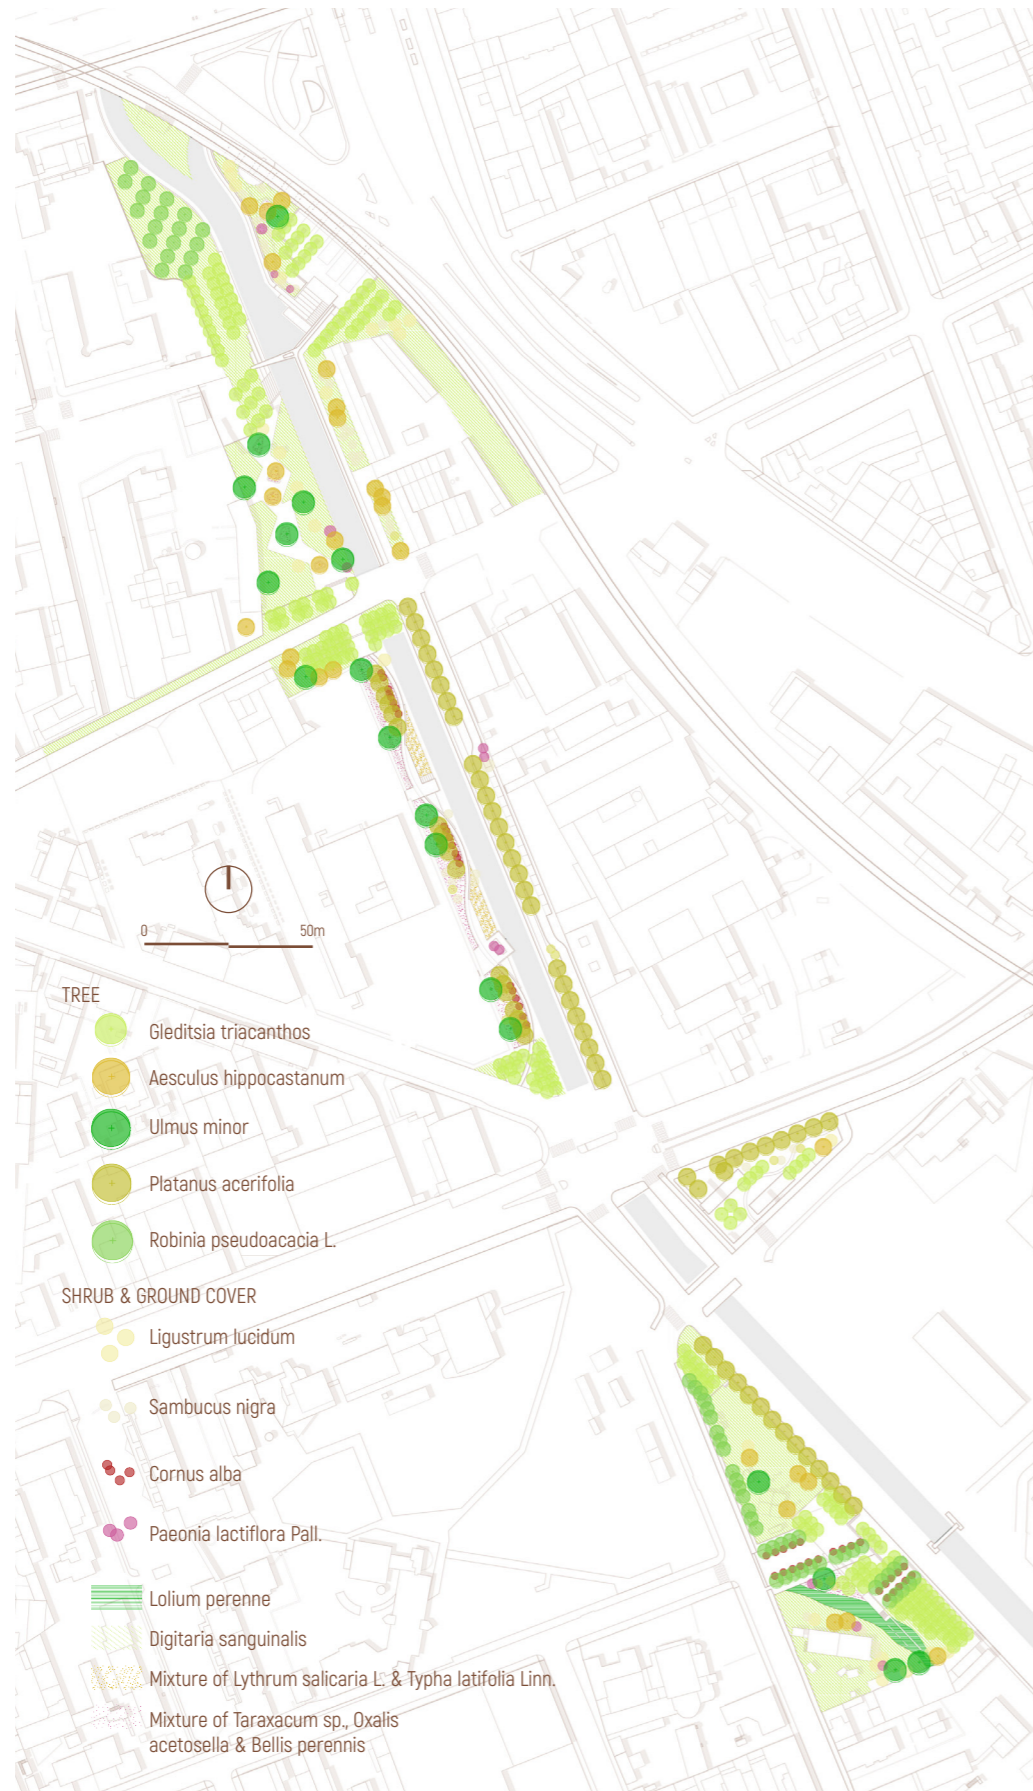 0 50m
TREE
Gleditsia triacanthos
Aesculus hippocastanum
Ulmus minor
Platanus acerifolia
Robinia pseudoacacia L.
SHRUB & GROUND COVER
Ligustrum lucidum
Sambucus nigra
Cornus alba
Paeonia lactiflora Pall.
Lolium perenne
Digitaria sanguinalis
Mixture of Lythrum salicaria L. & Typha latifolia Linn.
Mixture of Taraxacum sp., Oxalis
acetosella & Bellis perennis